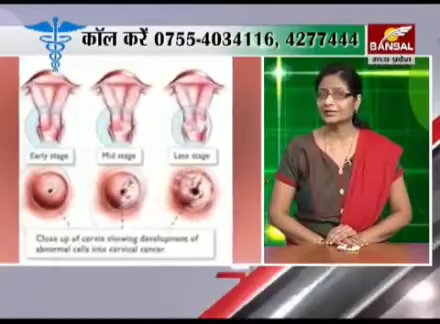 कॉल करें 0755-4034116, 4277444
BANSAL
मध्य प्रदेश
Early stage
Mid stage
Late stage
Close up of cervix showing development of
abnormal cells into cervical cancer